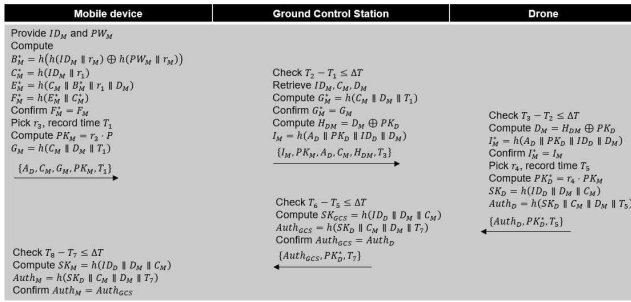 Mobile device
Provide ID_M and PW_M
Compute
B*_M = h(h(ID_M ∥ r_M) ⊕ h(PW_M ∥ r_M))
C*_M = h(ID_M ∥ r_1)
E*_M = h(C_M ∥ B*_M ∥ r_1 ∥ D_M)
F*_M = h(E*_M ∥ C*_M)
Confirm F*_M = F_M
Pick r_3, record time T_1
Compute PK_M = r_3 · P
G_M = h(C_M ∥ D_M ∥ T_1)
{A_D, C_M, G_M, PK_M, T_1}
Check T_8 − T_7 ≤ ΔT
Compute SK_M = h(ID_D ∥ D_M ∥ C_M)
Auth_M = h(SK_D ∥ C_M ∥ D_M ∥ T_7)
Confirm Auth_M = Auth_GCS
Ground Control Station
Check T_2 − T_1 ≤ ΔT
Retrieve ID_M, C_M, D_M
Compute G*_M = h(C_M ∥ D_M ∥ T_1)
Confirm G*_M = G_M
Compute H_DM = D_M ⊕ PK_D
I_M = h(A_D ∥ PK_D ∥ ID_D ∥ D_M)
{I_M, PK_M, A_D, C_M, H_DM, T_3}
Check T_6 − T_5 ≤ ΔT
Compute SK_GCS = h(ID_D ∥ D_M ∥ C_M)
Auth_GCS = h(SK_D ∥ C_M ∥ D_M ∥ T_7)
Confirm Auth_GCS = Auth_D
{Auth_GCS, PK*_D, T_7}
Drone
Check T_3 − T_2 ≤ ΔT
Compute D_M = H_DM ⊕ PK_D
I*_M = h(A_D ∥ PK_D ∥ ID_D ∥ D_M)
Confirm I*_M = I_M
Pick r_4, record time T_5
Compute PK*_D = r_4 · PK_M
SK_D = h(ID_D ∥ D_M ∥ C_M)
Auth_D = h(SK_D ∥ C_M ∥ D_M ∥ T_5)
{Auth_D, PK*_D, T_5}